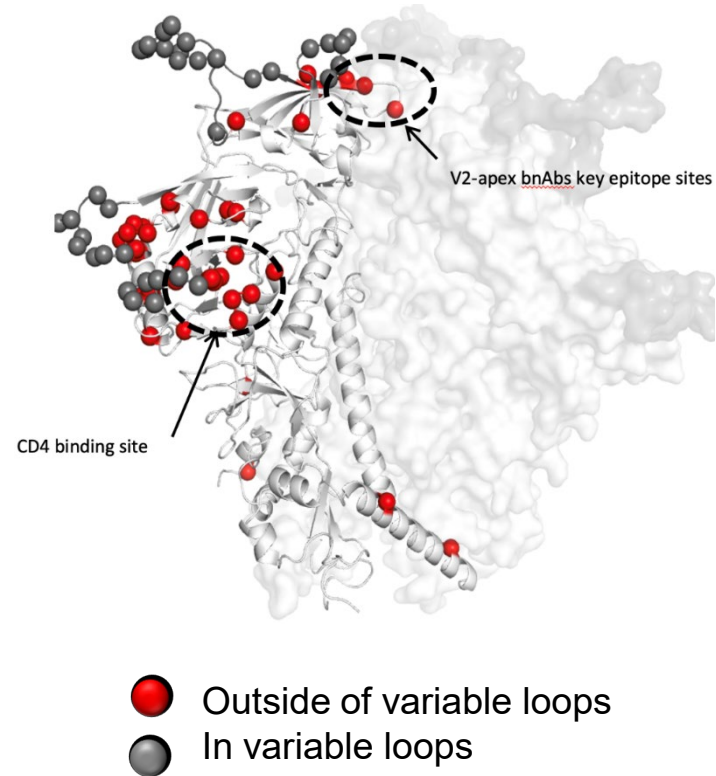 V2-apex bnAbs key epitope sites
CD4 binding site
Outside of variable loops
In variable loops